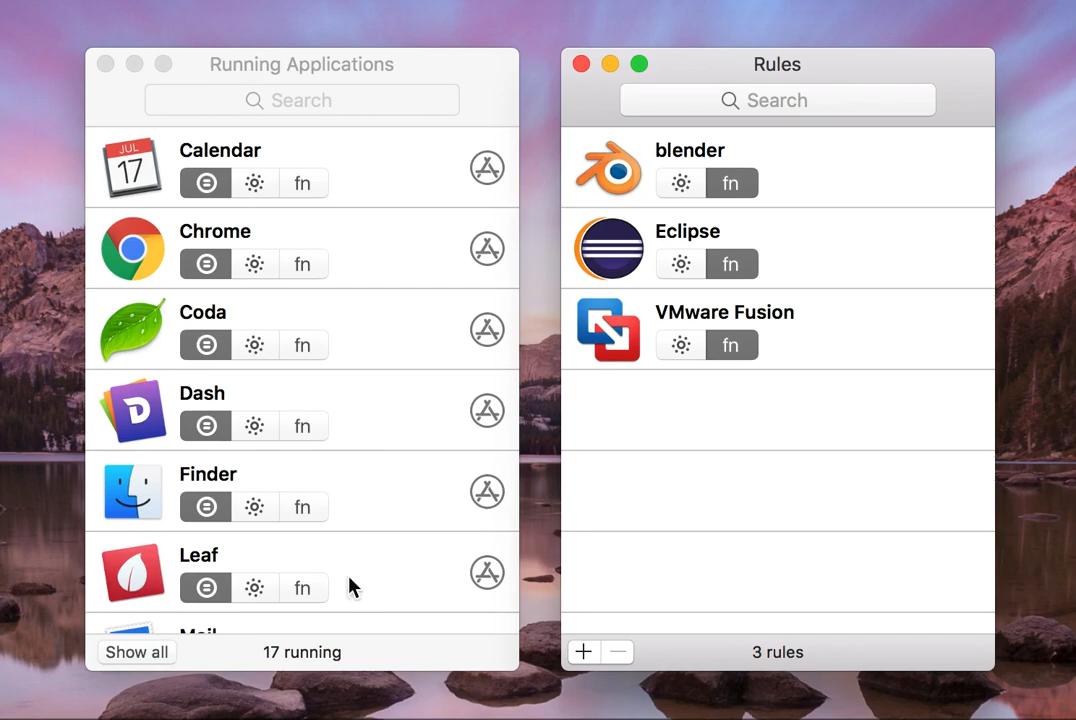 Running Applications
Search
JUL
17
Calendar
fn
Chrome
fn
Coda
fn
D
Dash
fn
Finder
fn
Leaf
fn
Mail
Show all
17 running
Rules
Search
blender
fn
Eclipse
fn
VMware Fusion
fn
3 rules